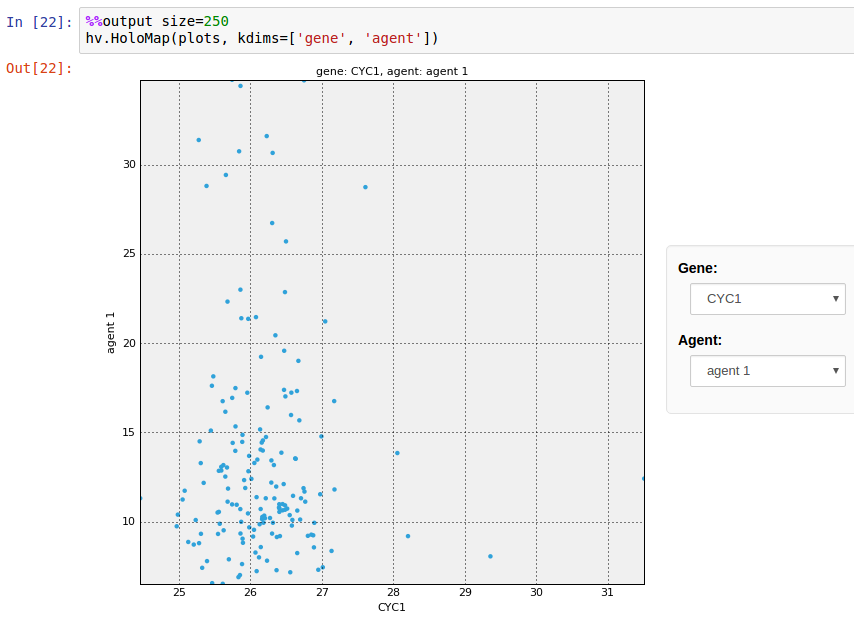 In [22]: %%output size=250
hv.HoloMap(plots, kdims=['gene', 'agent'])
Out[22]:
gene: CYC1, agent: agent 1
30
25
20
15
10
agent 1
25 26 27 28 29 30 31
CYC1
Gene:
CYC1
Agent:
agent 1